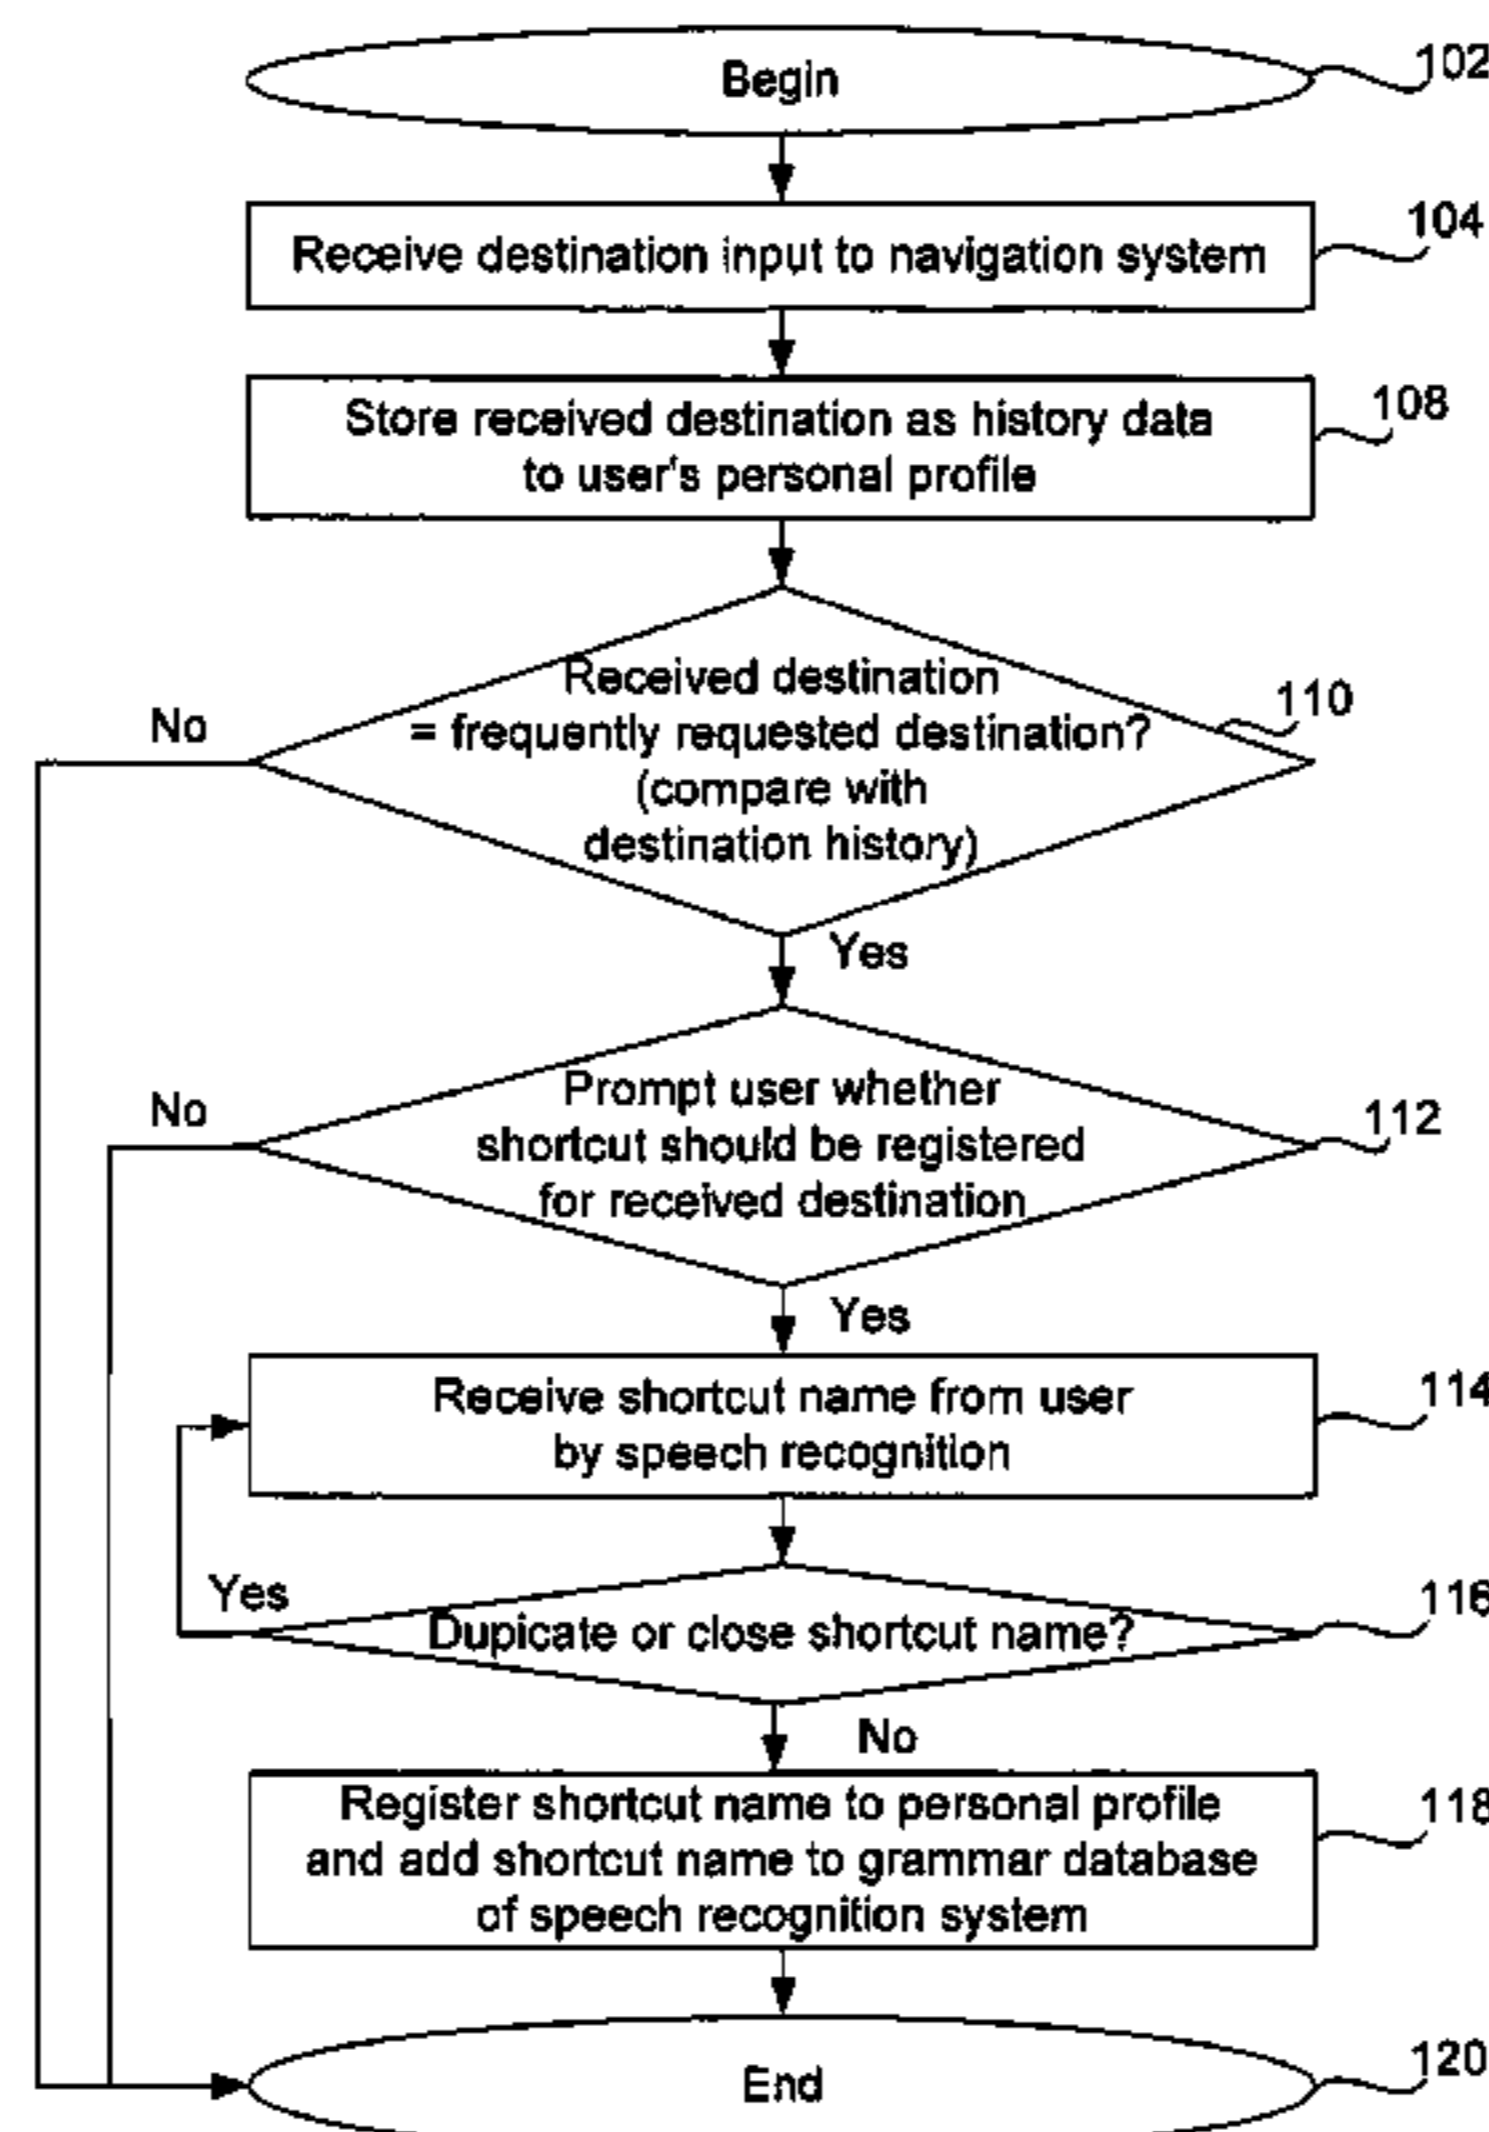 Begin
102
Receive destination input to navigation system
104
Store received destination as history data
to user's personal profile
108
Received destination
= frequently requested destination?
(compare with
destination history)
110
No
Yes
Prompt user whether
shortcut should be registered
for received destination
112
No
Yes
Receive shortcut name from user
by speech recognition
114
Yes
Dupicate or close shortcut name?
116
No
Register shortcut name to personal profile
and add shortcut name to grammar database
of speech recognition system
118
End
120